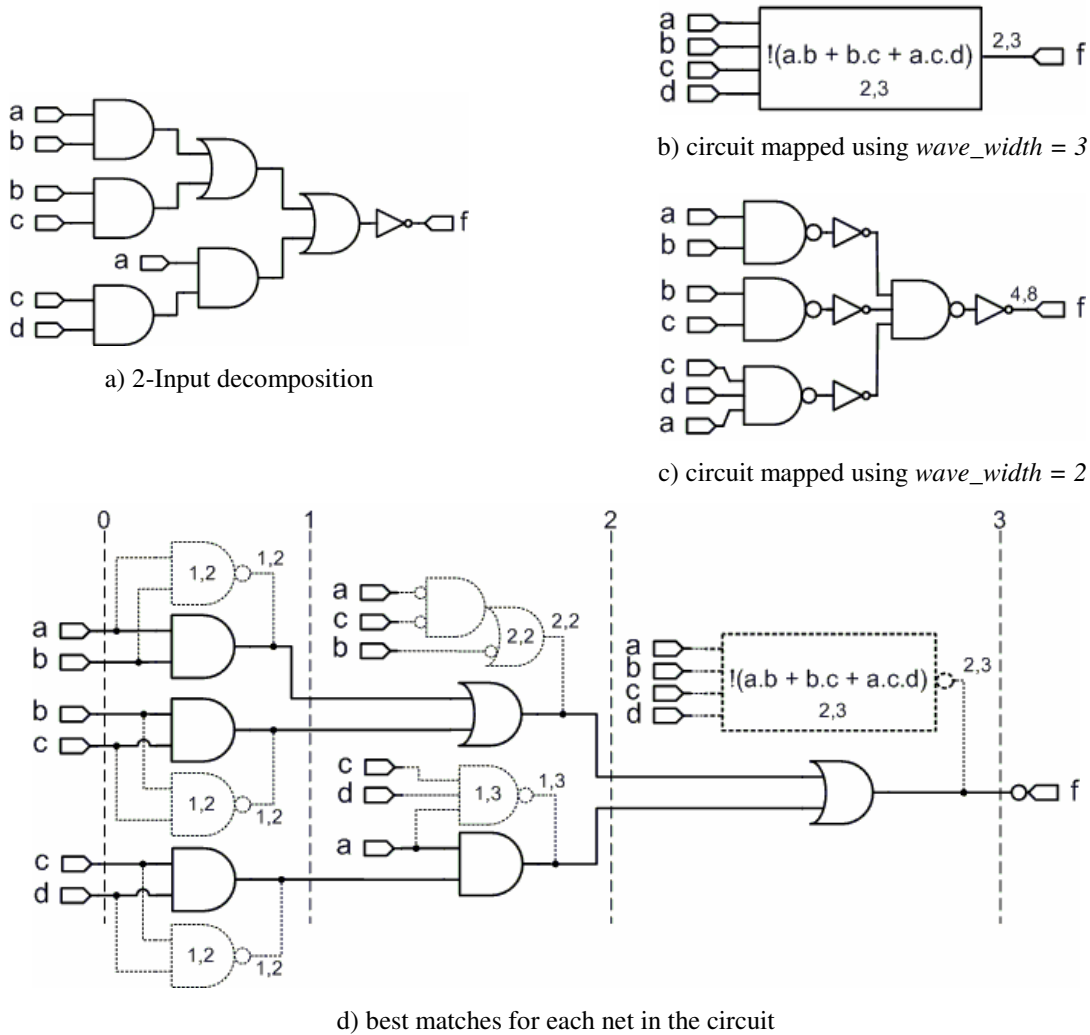 a
b
b
c
a
c
d
f
a) 2-Input decomposition
a
b
c
d
!(a.b + b.c + a.c.d)
2,3
2,3
f
b) circuit mapped using wave_width = 3
a
b
b
c
c
d
a
4,8
f
c) circuit mapped using wave_width = 2
0
1
2
3
1,2
1,2
a
b
b
c
1,2
1,2
c
d
1,2
1,2
a
c
b
2,2
2,2
c
d
a
1,3
1,3
a
b
c
d
!(a.b + b.c + a.c.d)
2,3
2,3
f
d) best matches for each net in the circuit